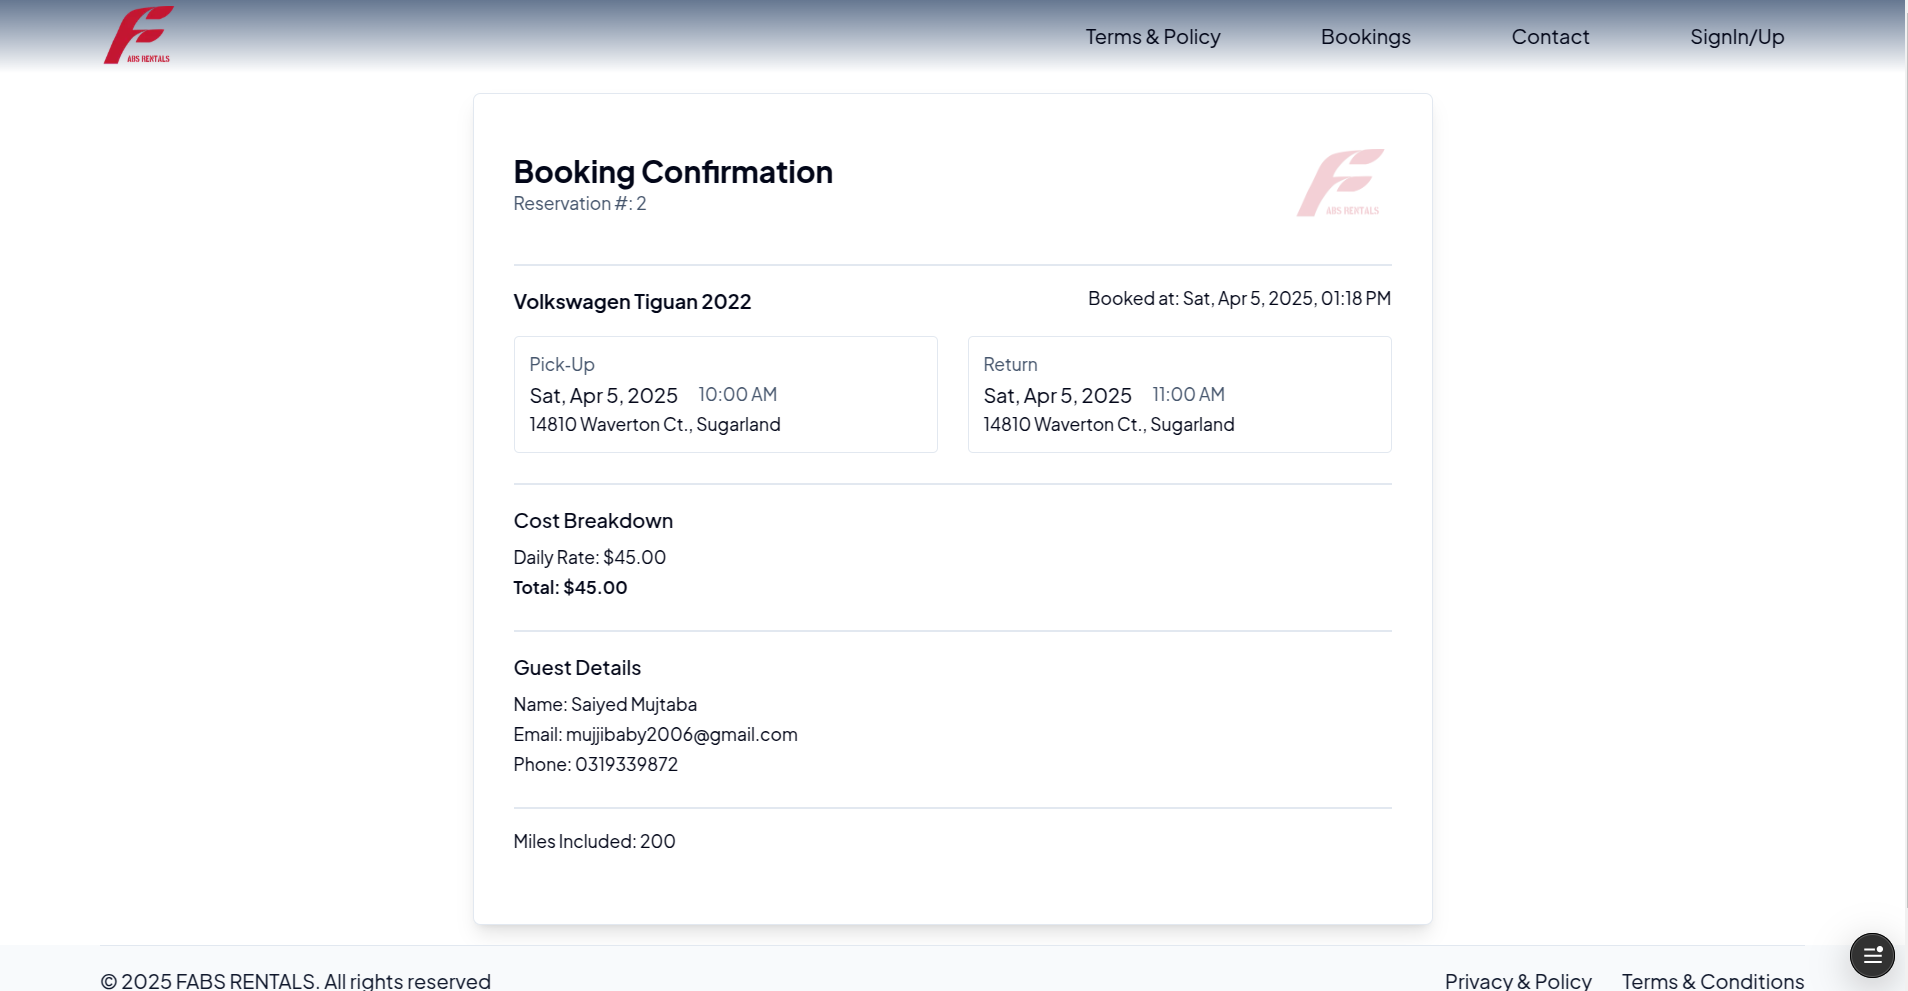 ABS RENTALS
Terms & Policy
Bookings
Contact
SignIn/Up
Booking Confirmation
Reservation #: 2
ABS RENTALS
Volkswagen Tiguan 2022
Booked at: Sat, Apr 5, 2025, 01:18 PM
Pick-Up
Sat, Apr 5, 2025 10:00 AM
14810 Waverton Ct., Sugarland
Return
Sat, Apr 5, 2025 11:00 AM
14810 Waverton Ct., Sugarland
Cost Breakdown
Daily Rate: $45.00
Total: $45.00
Guest Details
Name: Saiyed Mujtaba
Email: mujjibaby2006@gmail.com
Phone: 0319339872
Miles Included: 200
© 2025 FABS RENTALS. All rights reserved
Privacy & Policy
Terms & Conditions